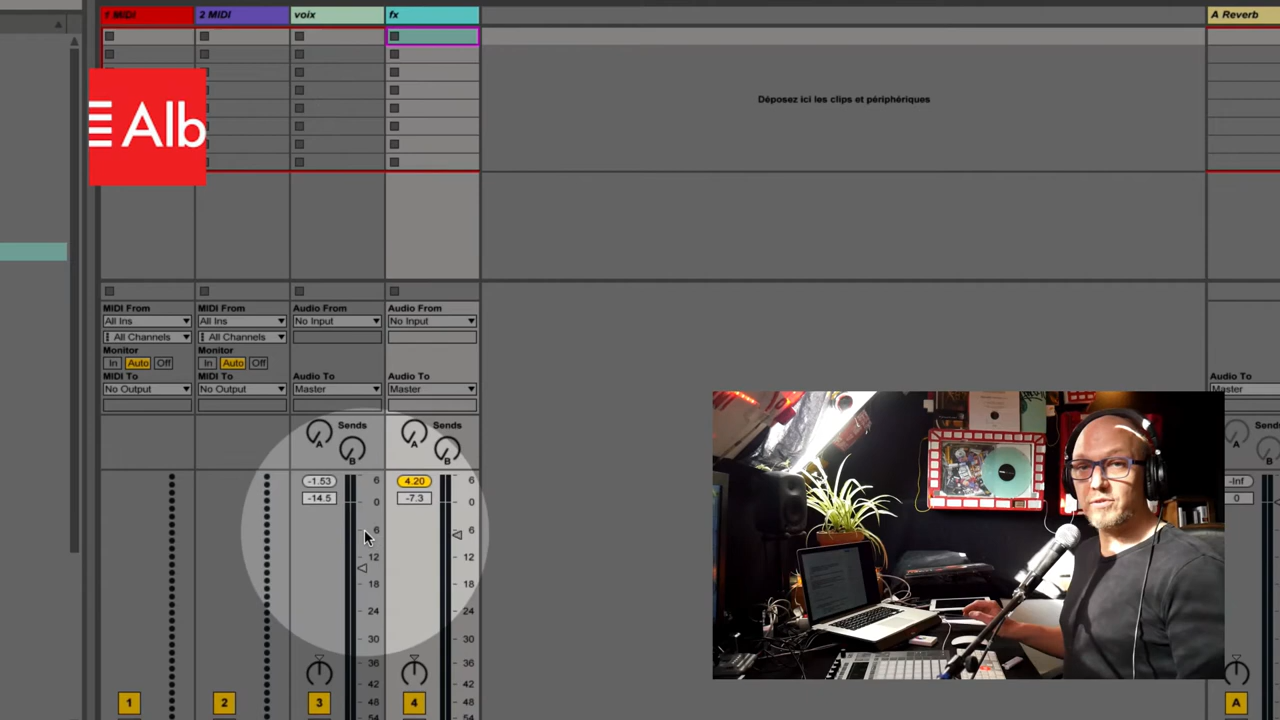 1 MIDI 2 MIDI voix fx A Reverb
Déposez ici les clips et périphériques
Alb
MIDI From MIDI From Audio From Audio From
All Ins All Ins No Input No Input
All Channels All Channels
Monitor Monitor
In Auto Off In Auto Off
MIDI To MIDI To Audio To Audio To Audio To
No Output No Output Master Master Master
Sends Sends
A A A
B B B
-1.53 6 4.20 6 -Inf
-14.5 0 -7.3 0 0
6 6
12 12
18 18
24 24
30 30
36 36
42 42
1 2 3 48 4 48 A
54 54